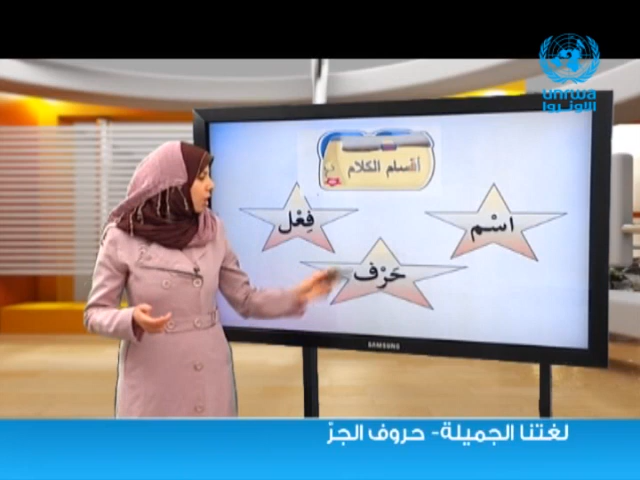 unrwa
الأونروا
أقسام الكلام
اسْم
فِعْل
حَرْف
SAMSUNG
لغتنا الجميلة- حروف الجرّ